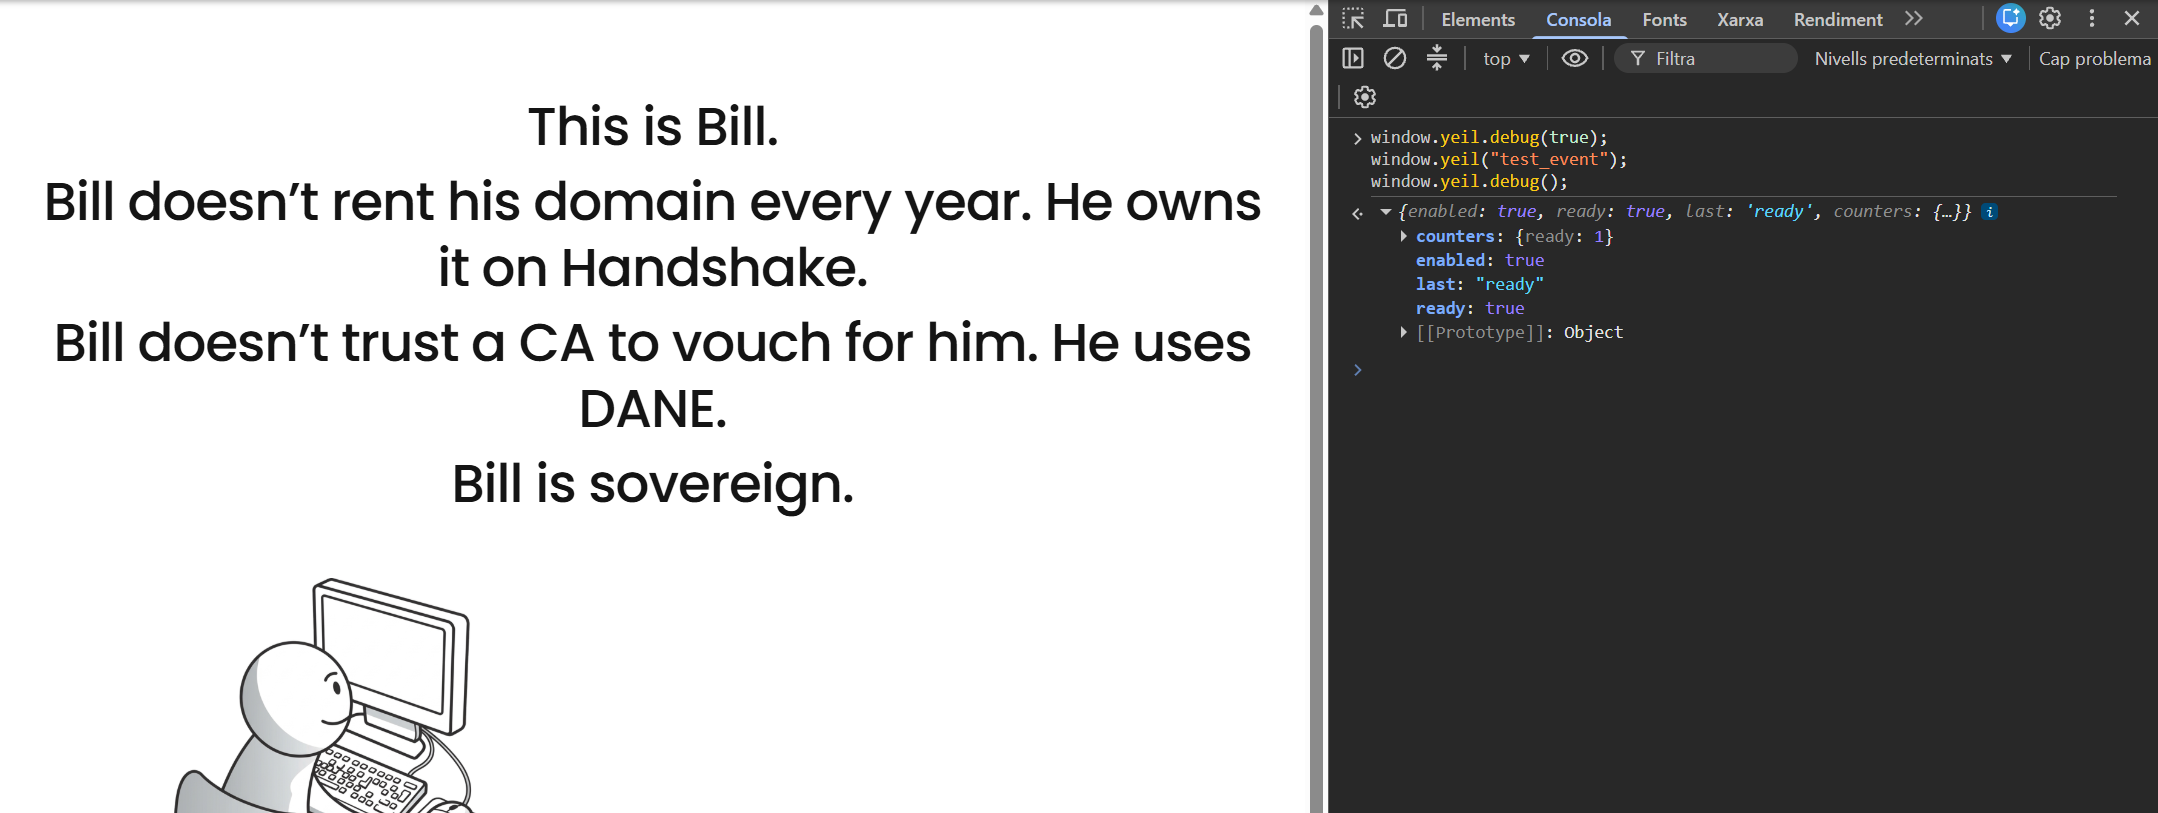 This is Bill.
Bill doesn’t rent his domain every year. He owns
it on Handshake.
Bill doesn’t trust a CA to vouch for him. He uses
DANE.
Bill is sovereign.
Elements Consola Fonts Xarxa Rendiment
top Filtra Nivells predeterminats Cap problema
window.yeil.debug(true);
window.yeil("test_event");
window.yeil.debug();
{enabled: true, ready: true, last: 'ready', counters: {…}} i
counters: {ready: 1}
enabled: true
last: "ready"
ready: true
[[Prototype]]: Object